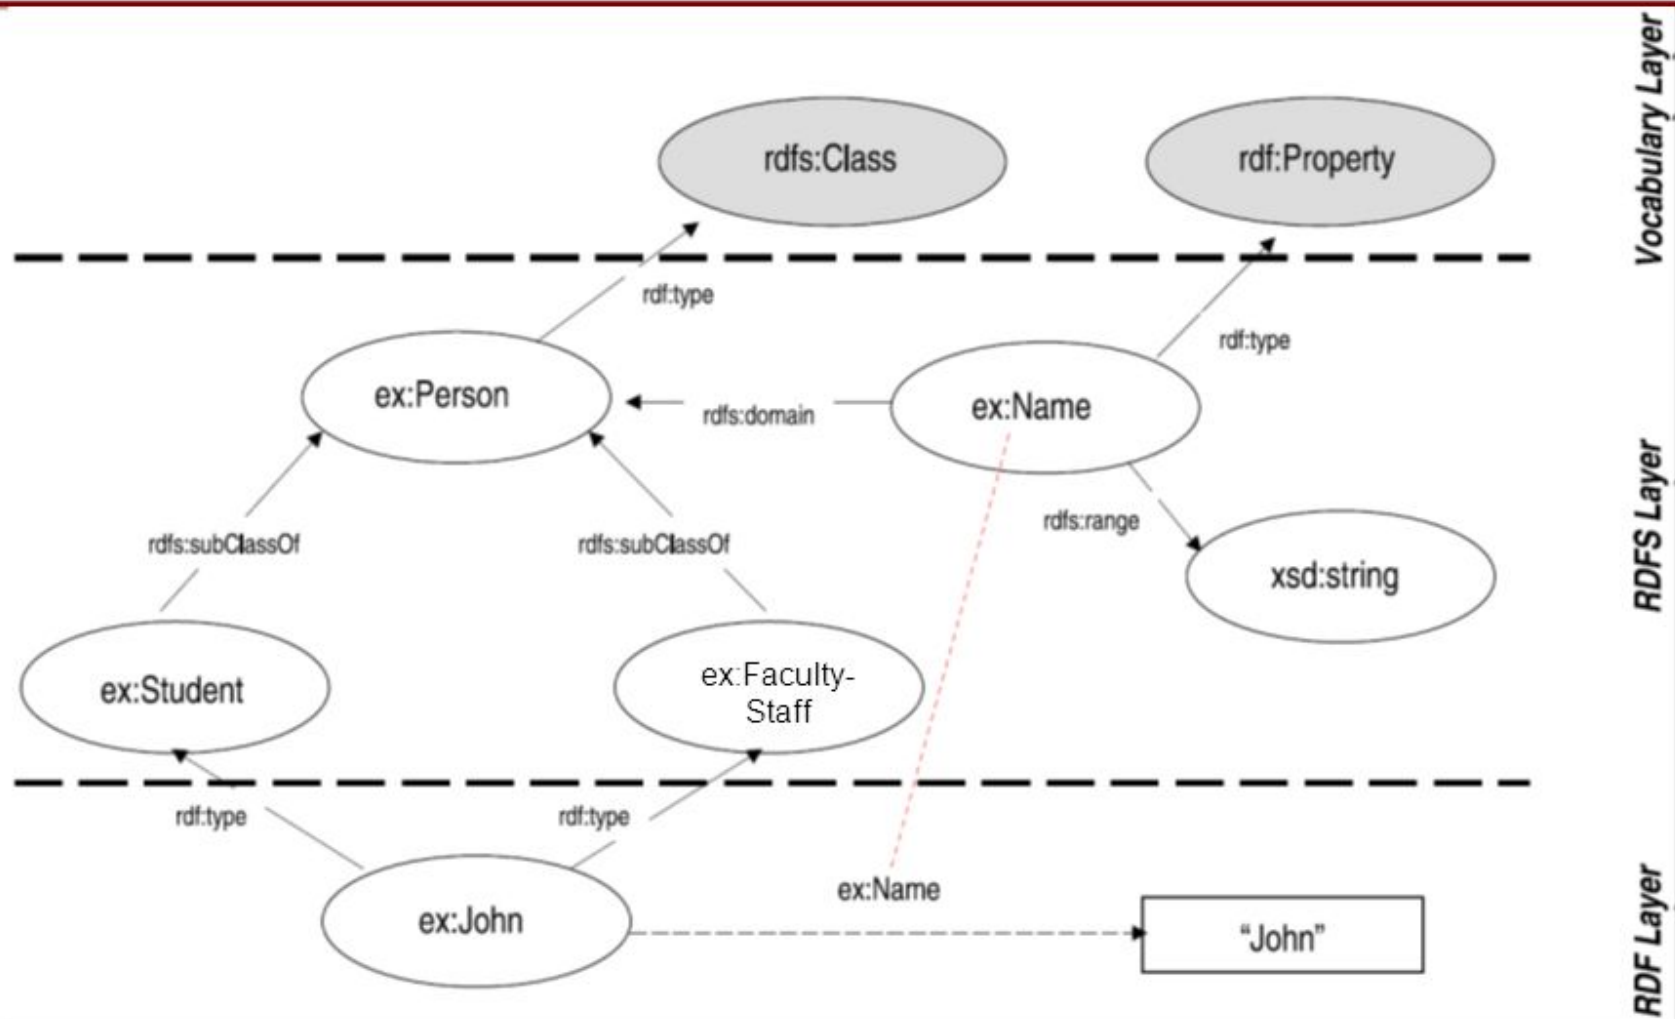 Vocabulary Layer
rdfs:Class
rdf:Property
rdf:type
rdf:type
RDFS Layer
ex:Person
rdfs:domain
ex:Name
rdfs:range
rdfs:subClassOf
rdfs:subClassOf
xsd:string
ex:Student
ex:Faculty-
Staff
rdf:type
rdf:type
RDF Layer
ex:Name
ex:John
“John”